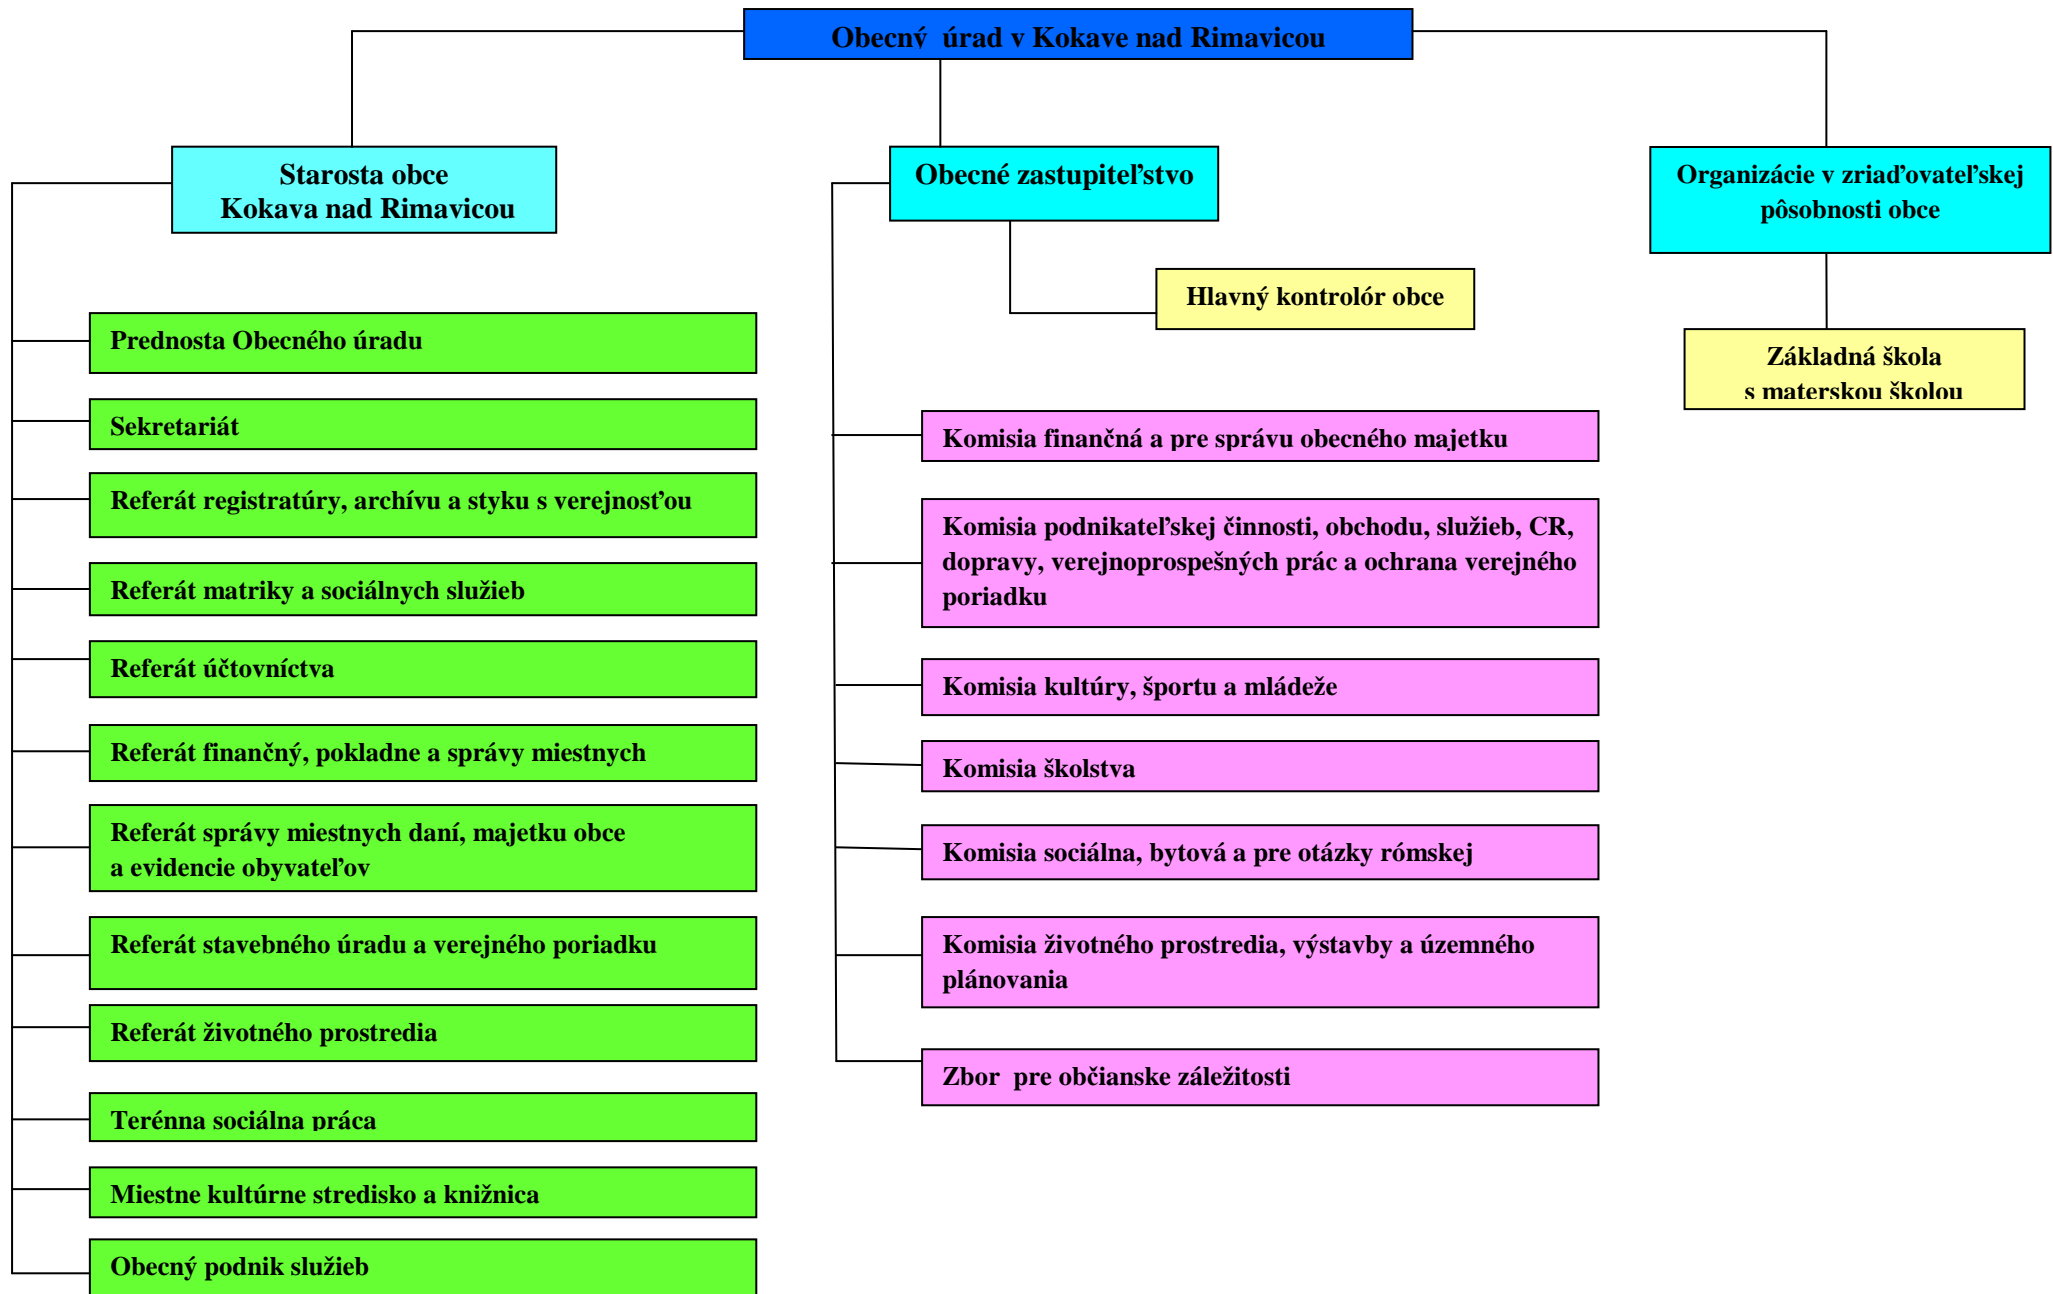 Obecný úrad v Kokave nad Rimavicou
Starosta obce
Kokava nad Rimavicou
Obecné zastupiteľstvo
Organizácie v zriaďovateľskej
pôsobnosti obce
Hlavný kontrolór obce
Základná škola
s materskou školou
Prednosta Obecného úradu
Sekretariát
Referát registratúry, archívu a styku s verejnosťou
Referát matriky a sociálnych služieb
Referát účtovníctva
Referát finančný, pokladne a správy miestnych
Referát správy miestnych daní, majetku obce
a evidencie obyvateľov
Referát stavebného úradu a verejného poriadku
Referát životného prostredia
Terénna sociálna práca
Miestne kultúrne stredisko a knižnica
Obecný podnik služieb
Komisia finančná a pre správu obecného majetku
Komisia podnikateľskej činnosti, obchodu, služieb, CR,
dopravy, verejnoprospešných prác a ochrana verejného
poriadku
Komisia kultúry, športu a mládeže
Komisia školstva
Komisia sociálna, bytová a pre otázky rómskej
Komisia životného prostredia, výstavby a územného
plánovania
Zbor pre občianske záležitosti